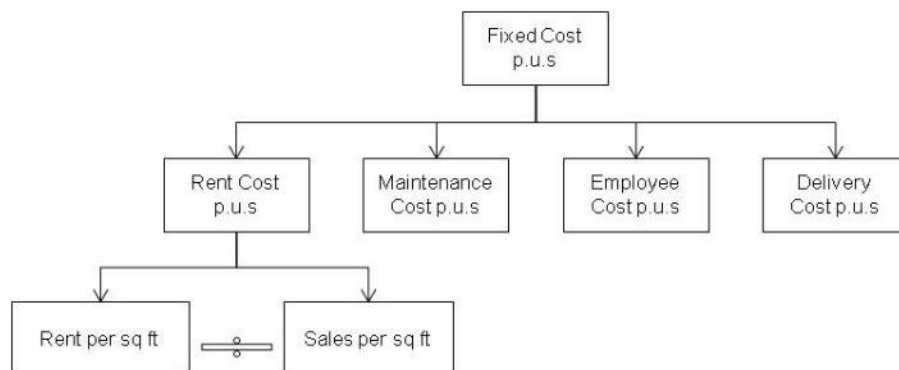 Fixed Cost
p.u.s
Rent Cost
p.u.s
Maintenance
Cost p.u.s
Employee
Cost p.u.s
Delivery
Cost p.u.s
Rent per sq ft
Sales per sq ft